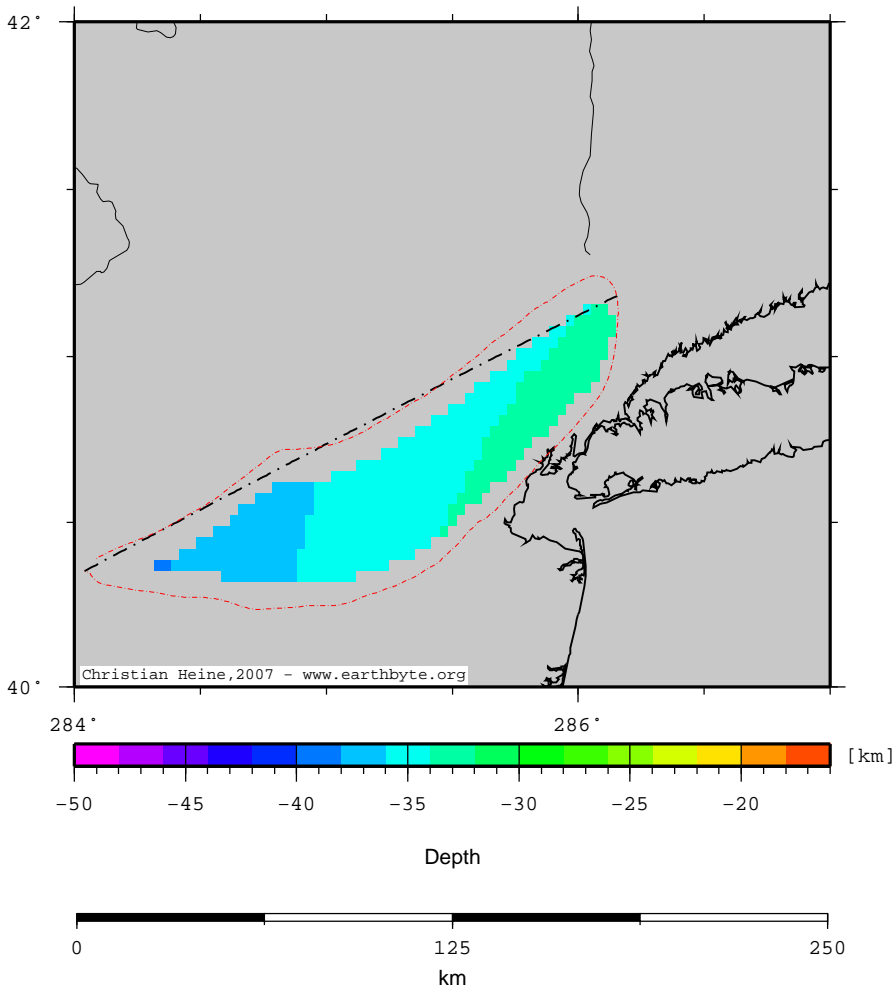 42°
Christian Heine,2007 - www.earthbyte.org
40°
284° 286°
[km]
−50 −45 −40 −35 −30 −25 −20
Depth
0 125 250
km